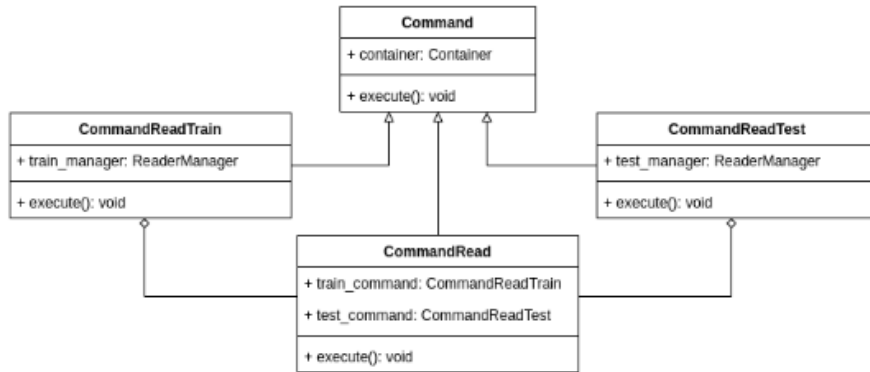 Command
+ container: Container
+ execute(): void
CommandReadTrain
+ train_manager: ReaderManager
+ execute(): void
CommandReadTest
+ test_manager: ReaderManager
+ execute(): void
CommandRead
+ train_command: CommandReadTrain
+ test_command: CommandReadTest
+ execute(): void